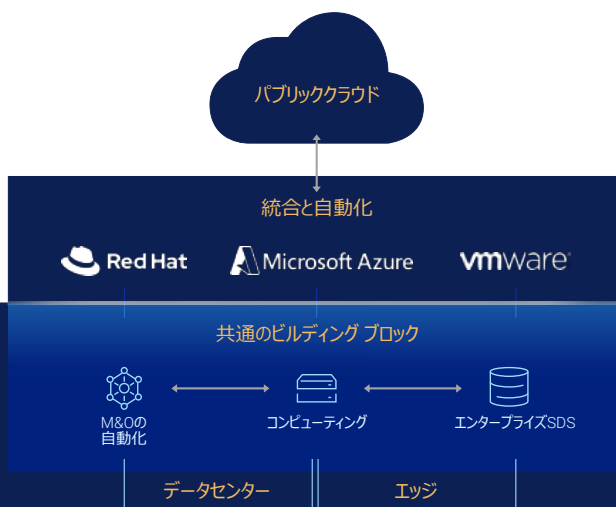 パブリッククラウド
統合と自動化
Red Hat
Microsoft Azure
vmware
共通のビルディング ブロック
M&Oの
自動化
コンピューティング
エンタープライズSDS
データセンター
エッジ